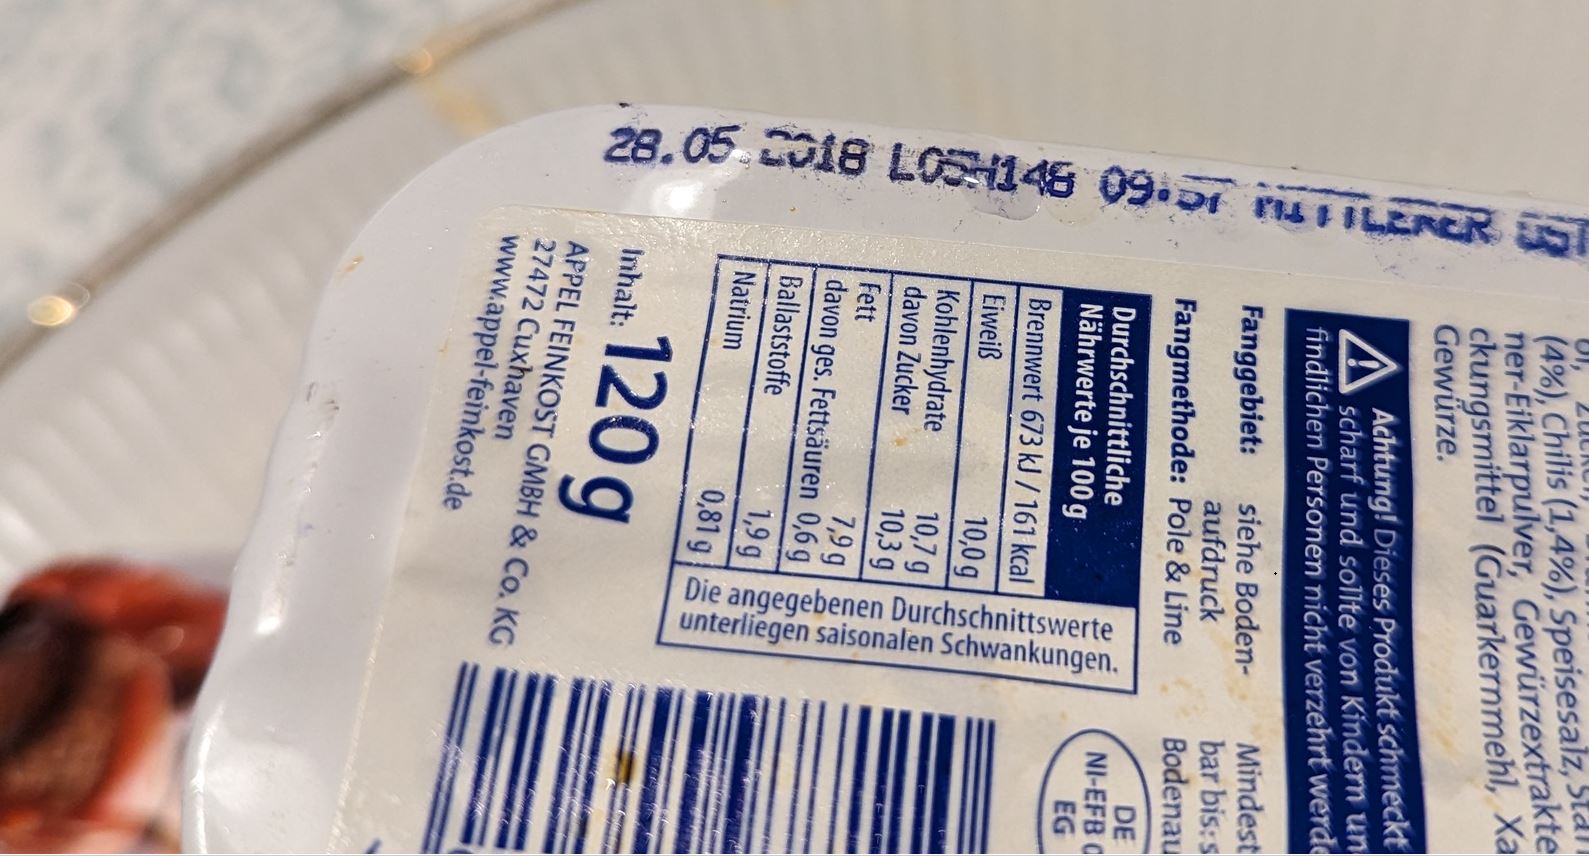 28.05.2018 L05H148 09:37 MITTLERER
(4%), Chilis (1,4%), Speisesalz,
ner-Eiklarpulver, Gewürzextrakte
ckungsmittel (Guarkernmehl, Xa
Gewürze.
Achtung! Dieses Produkt schmeckt
scharf und sollte von Kindern un
findlichen Personen nicht verzehrt werd
Fanggebiet: siehe Boden-
aufdruck
Fangmethode: Pole & Line
Mindest
bar bis: s
Bodenau
Durchschnittliche
Nährwerte je 100 g
Brennwert 673 kJ / 161 kcal
Eiweiß 10,0 g
Kohlenhydrate 10,7 g
davon Zucker 10,3 g
Fett 7,9 g
davon ges. Fettsäuren 0,6 g
Ballaststoffe 1,9 g
Natrium 0,81 g
Die angegebenen Durchschnittswerte
unterliegen saisonalen Schwankungen.
DE
NI-EFB
EG
Inhalt: 120 g
APPEL FEINKOST GMBH & Co. KG
27472 Cuxhaven
www.appel-feinkost.de